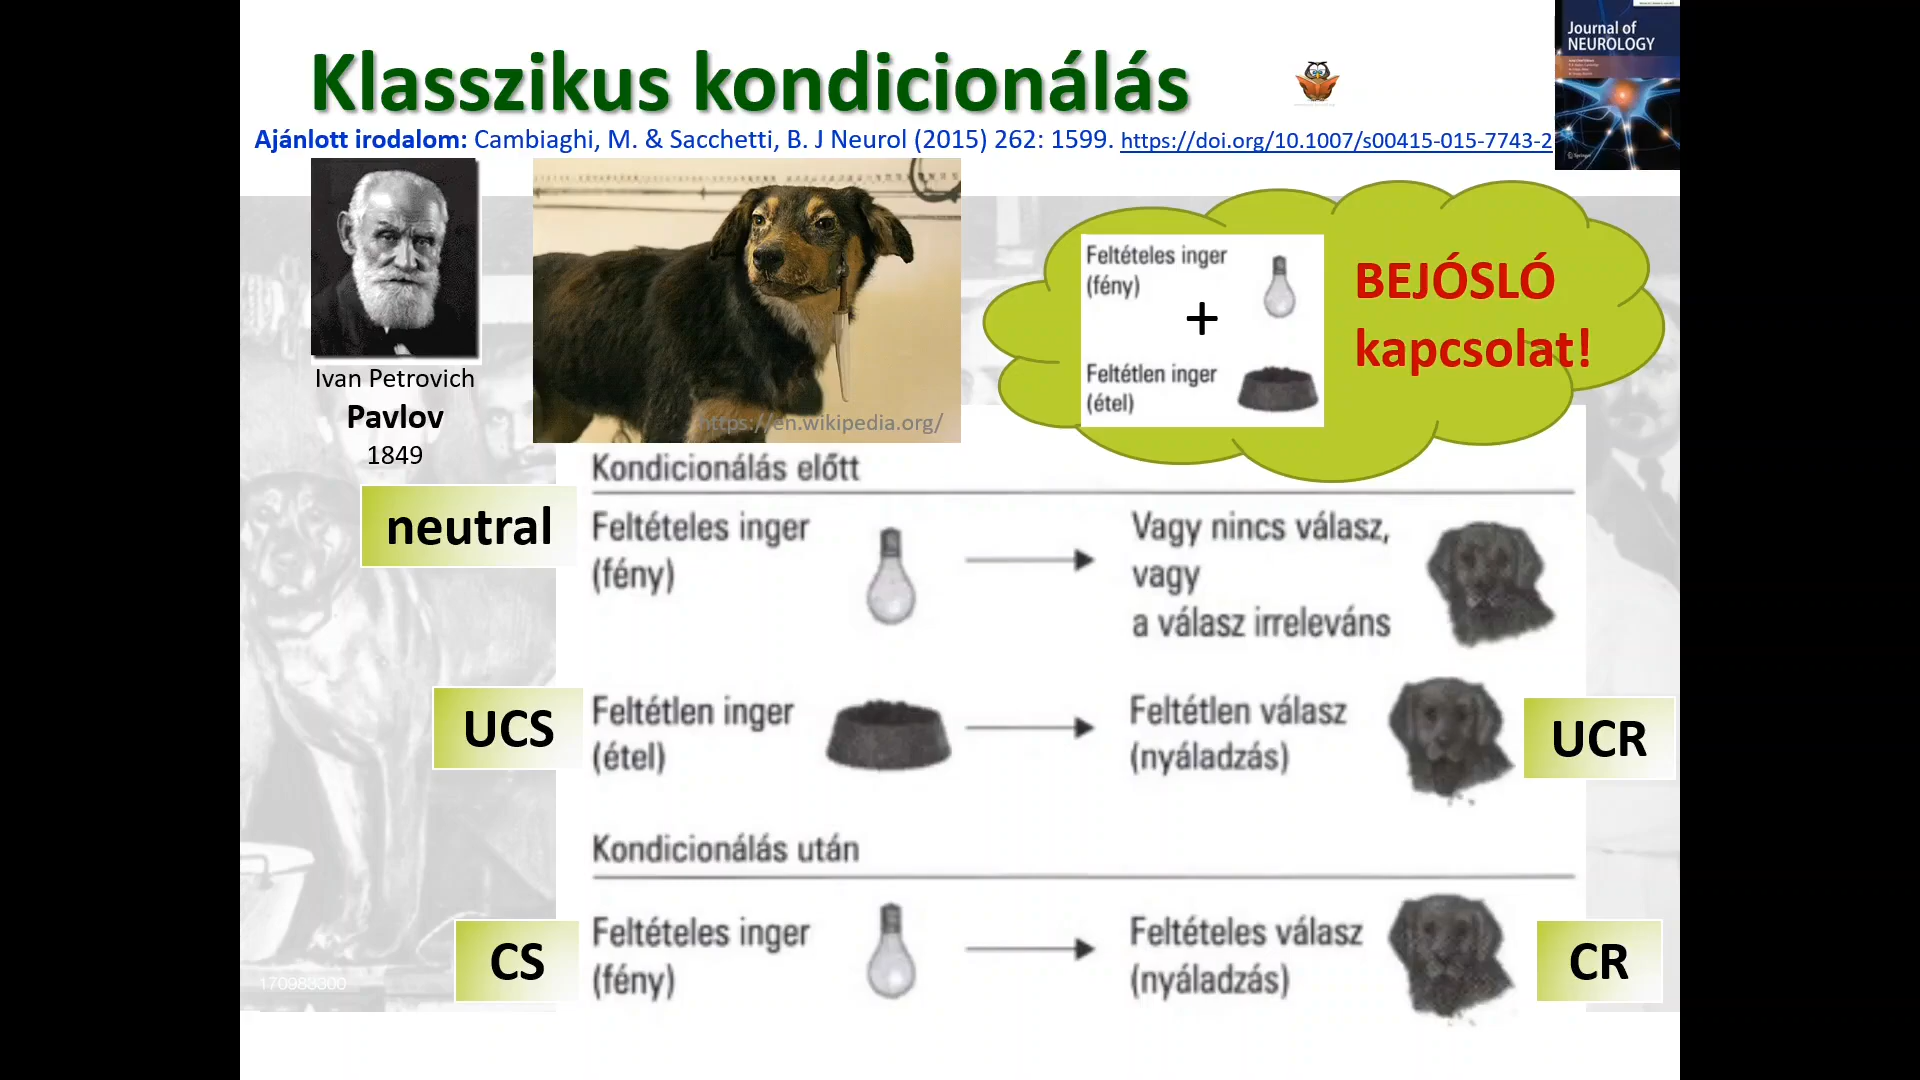 Klasszikus kondicionálás
Journal of
NEUROLOGY
Ajánlott irodalom: Cambiaghi, M. & Sacchetti, B. J Neurol (2015) 262: 1599. https://doi.org/10.1007/s00415-015-7743-2
Ivan Petrovich
Pavlov
1849
https://en.wikipedia.org/
Feltételes inger
(fény)
+
Feltétlen inger
(étel)
BEJÓSLÓ
kapcsolat!
Kondicionálás előtt
neutral
Feltételes inger
(fény)
Vagy nincs válasz,
vagy
a válasz irreleváns
UCS
Feltétlen inger
(étel)
Feltétlen válasz
(nyáladzás)
UCR
Kondicionálás után
CS
Feltételes inger
(fény)
Feltételes válasz
(nyáladzás)
CR